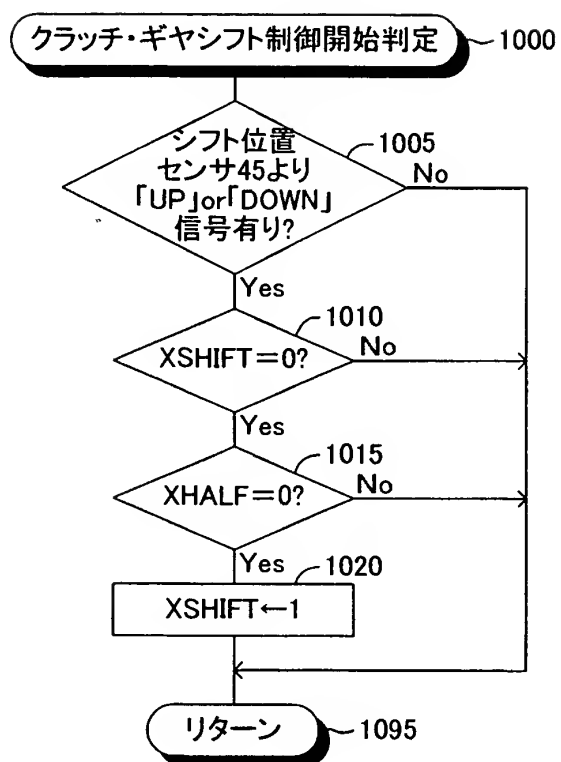 クラッチ・ギヤシフト制御開始判定
1000
シフト位置
センサ45より
「UP」or「DOWN」
信号有り?
1005
No
Yes
XSHIFT=0?
1010
No
Yes
XHALF=0?
1015
No
Yes
1020
XSHIFT←1
リターン
1095